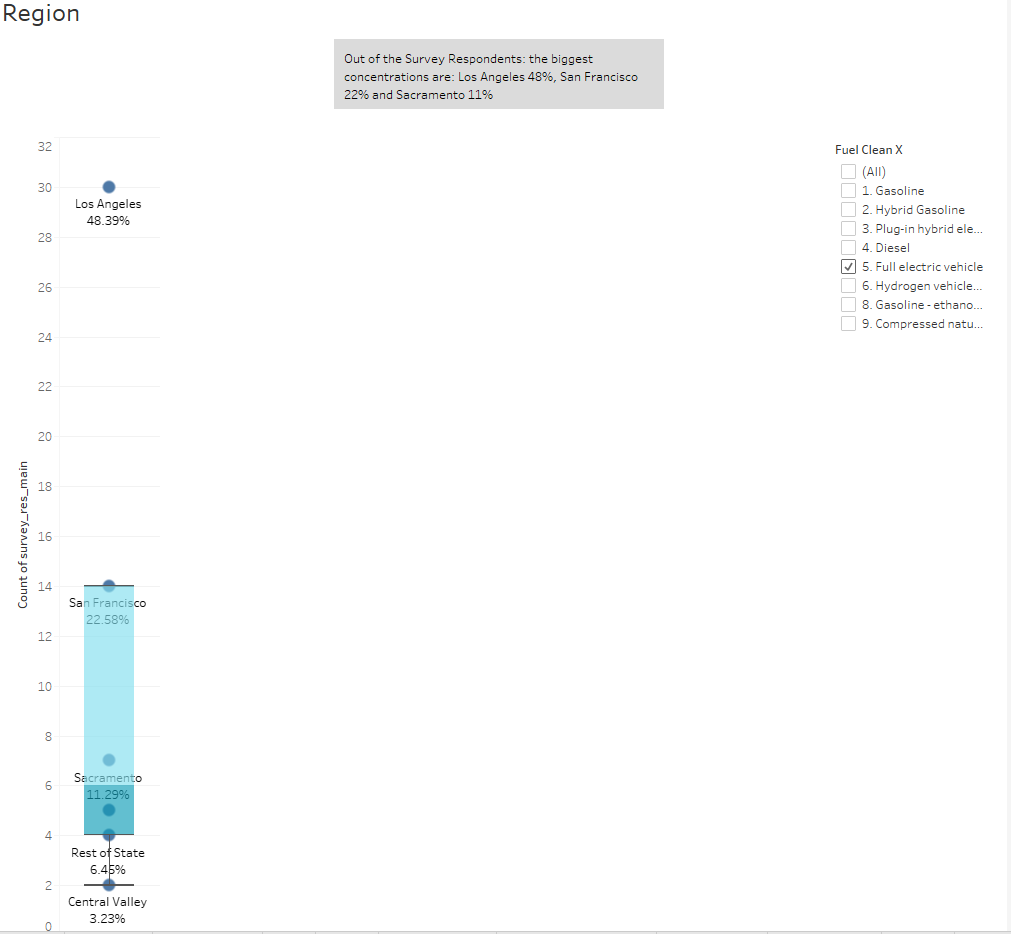 Region
Out of the Survey Respondents: the biggest
concentrations are: Los Angeles 48%, San Francisco
22% and Sacramento 11%
Fuel Clean X
(All)
1. Gasoline
2. Hybrid Gasoline
3. Plug-in hybrid ele...
4. Diesel
5. Full electric vehicle
6. Hydrogen vehicle...
8. Gasoline - ethano...
9. Compressed natu...
Count of survey_res_main
32
30
28
26
24
22
20
18
16
14
12
10
8
6
4
2
0
Los Angeles
48.39%
San Francisco
22.58%
Sacramento
11.29%
Rest of State
6.45%
Central Valley
3.23%